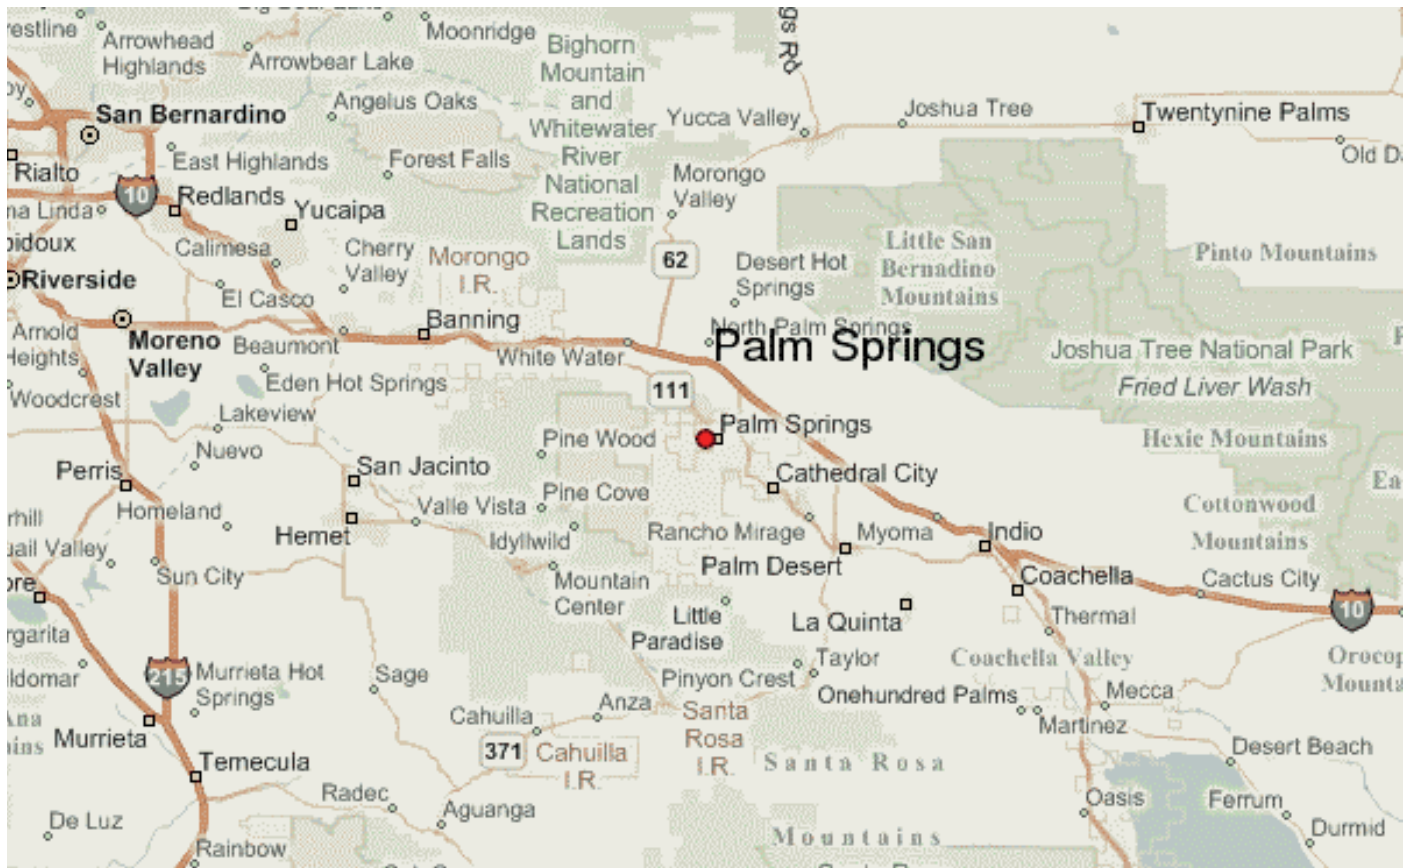 Moonridge
Arrowhead
Highlands
Arrowbear Lake
Bighorn
Mountain
and
Whitewater
River
National
Recreation
Lands
Angelus Oaks
San Bernardino
Yucca Valley
Joshua Tree
Twentynine Palms
East Highlands
Forest Falls
Rialto
10
Redlands
Yucaipa
Morongo
Valley
Calimesa
Cherry
Valley
Morongo
I.R.
62
Little San
Bernadino
Mountains
Pinto Mountains
Desert Hot
Springs
Riverside
El Casco
Banning
North Palm Springs
Palm Springs
Arnold
Heights
Moreno
Valley
Beaumont
White Water
Joshua Tree National Park
Fried Liver Wash
Eden Hot Springs
111
Woodcrest
Lakeview
Palm Springs
Nuevo
Pine Wood
Hexie Mountains
Perris
San Jacinto
Cathedral City
Homeland
Valle Vista
Pine Cove
Cottonwood
Mountains
Hemet
Idyllwild
Rancho Mirage
Myoma
Indio
Sun City
Mountain
Center
Palm Desert
Coachella
Cactus City
10
Little
Paradise
La Quinta
Thermal
215
Murrieta Hot
Springs
Sage
Pinyon Crest
Taylor
Coachella Valley
Onehundred Palms
Mecca
Martinez
Murrieta
Cahuilla
Anza
Santa
Rosa
I.R.
371
Cahuilla
I.R.
Santa Rosa
Mountains
Desert Beach
Temecula
Radec
Aguanga
Oasis
Ferrum
Durmid
De Luz
Rainbow